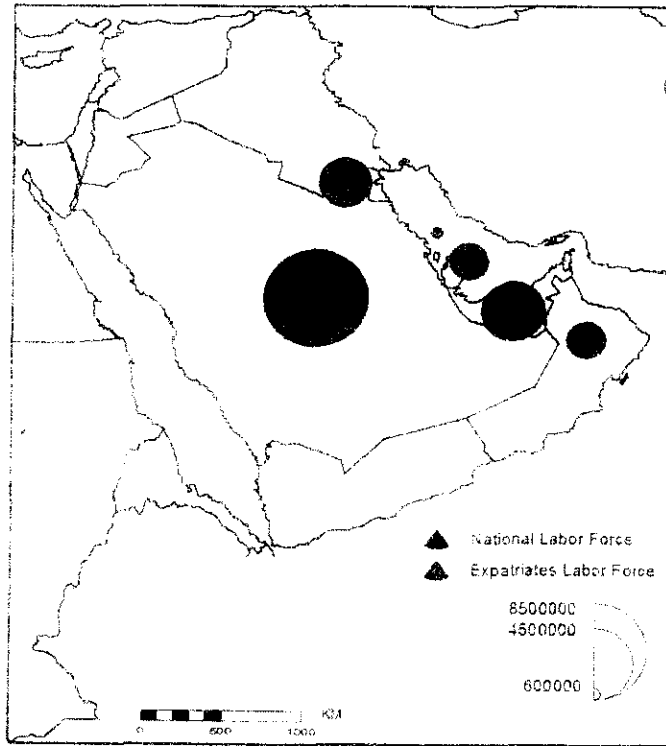 National Labor Force
Expatriates Labor Force
8500000
4500000
600000
KM
0 500 1000